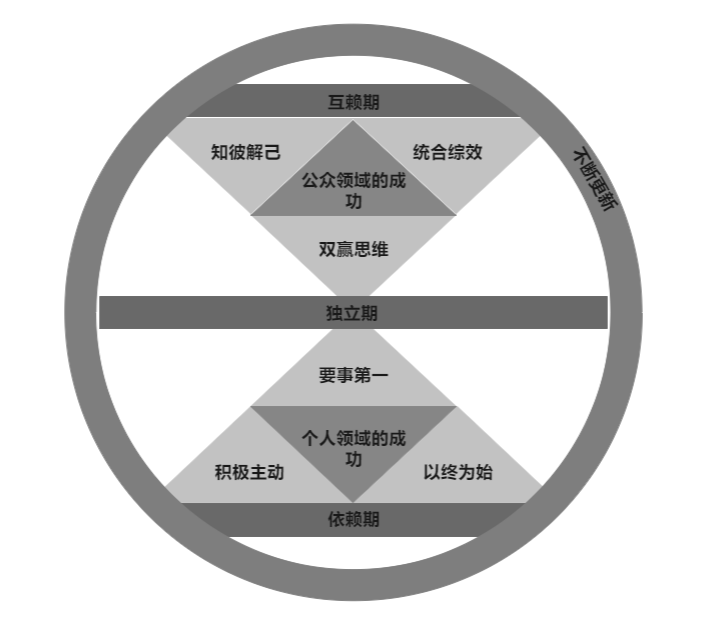 互赖期
知彼解己
统合综效
不断更新
公众领域的成
功
双赢思维
独立期
要事第一
个人领域的成
功
积极主动
以终为始
依赖期